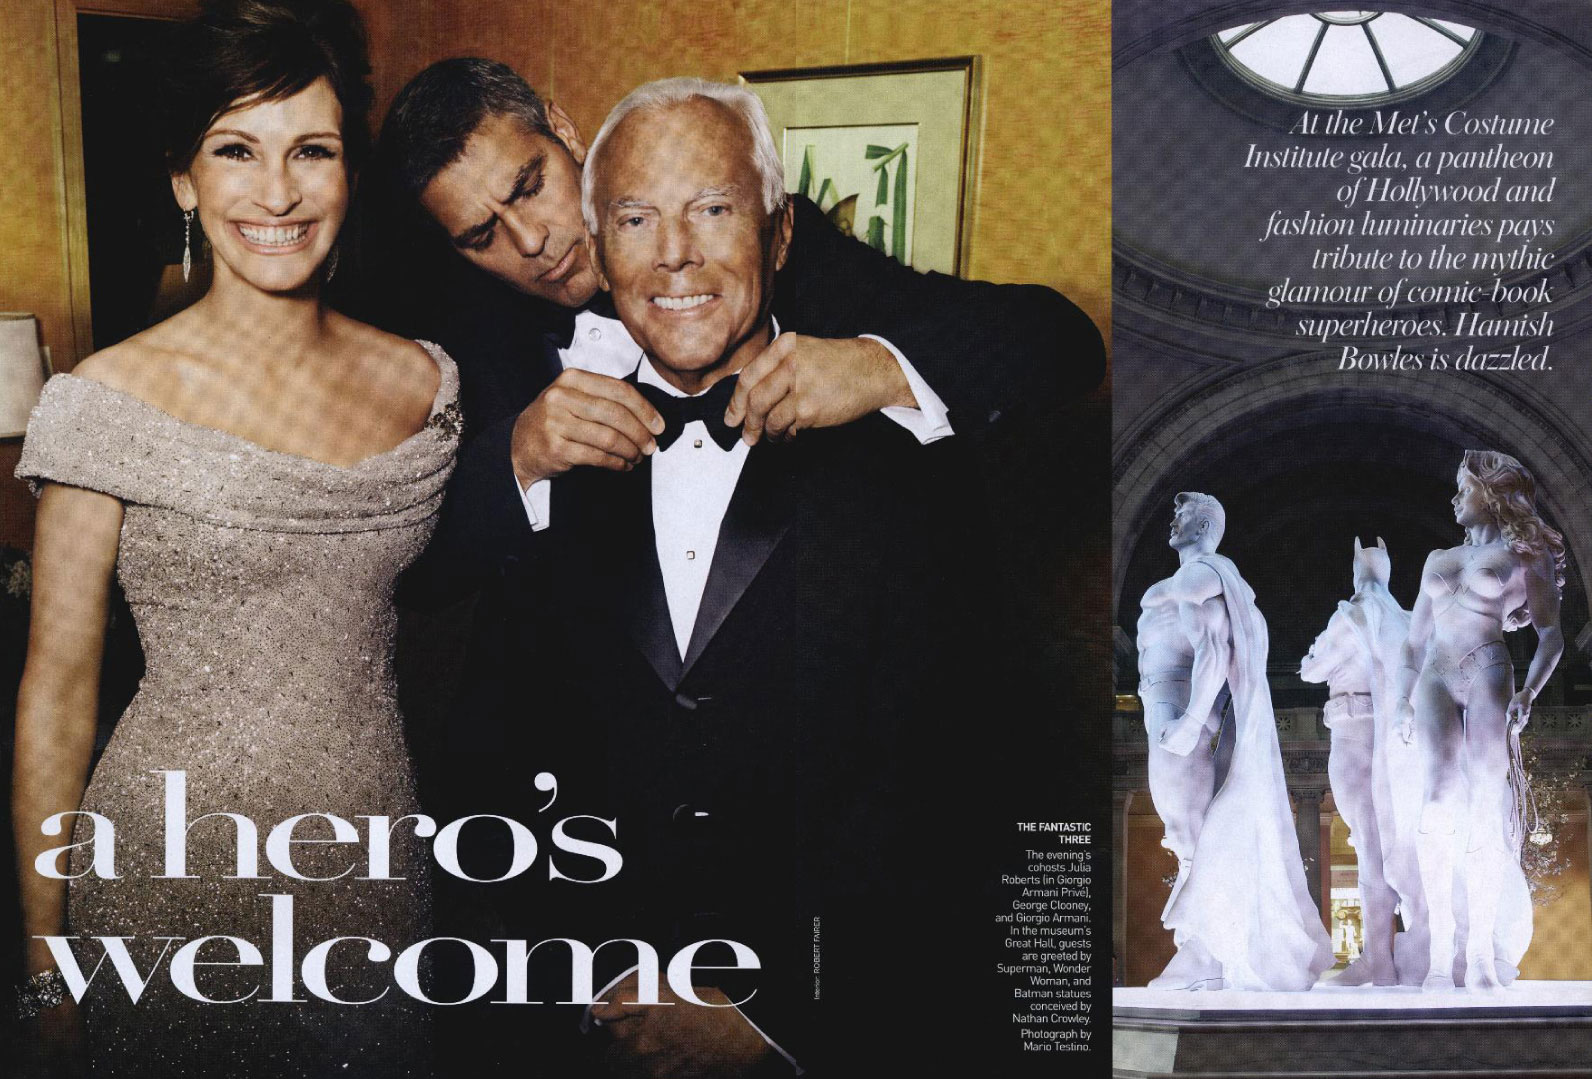 At the Met's Costume
Institute gala, a pantheon
of Hollywood and
fashion luminaries pays
tribute to the mythic
glamour of comic-book
superheroes. Hamish
Bowles is dazzled.
a hero's
welcome
THE FANTASTIC
THREE
The evening's
cohosts Julia
Roberts (in Giorgio
Armani Privé),
George Clooney,
and Giorgio Armani.
In the museum's
Great Hall, guests
are greeted by
Superman, Wonder
Woman, and
Batman statues
conceived by
Nathan Crowley.
Photograph by
Mario Testino.
Interior: ROBERT FAIRER